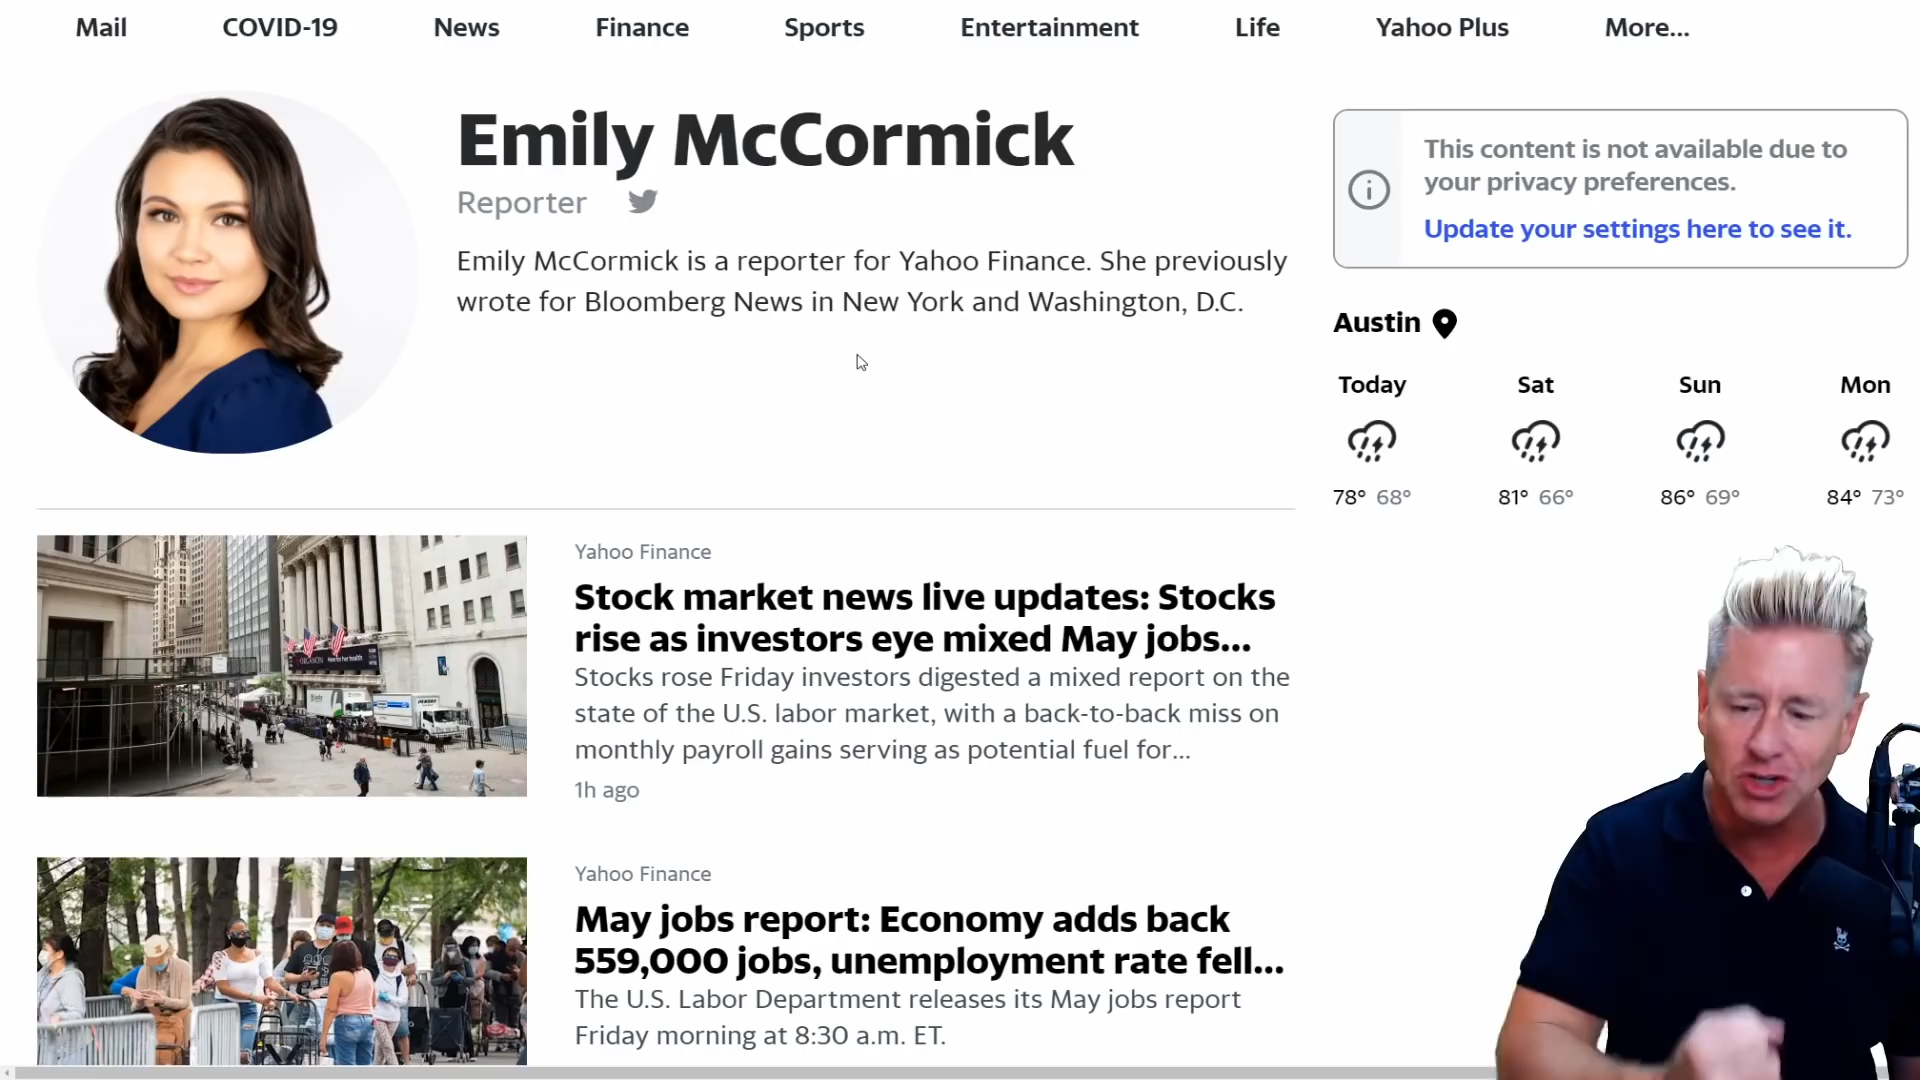 Mail COVID-19 News Finance Sports Entertainment Life Yahoo Plus More...
Emily McCormick
Reporter
Emily McCormick is a reporter for Yahoo Finance. She previously
wrote for Bloomberg News in New York and Washington, D.C.
This content is not available due to
your privacy preferences.
Update your settings here to see it.
Austin
Today Sat Sun Mon
78° 68° 81° 66° 86° 69° 84° 73°
Yahoo Finance
Stock market news live updates: Stocks
rise as investors eye mixed May jobs...
Stocks rose Friday investors digested a mixed report on the
state of the U.S. labor market, with a back-to-back miss on
monthly payroll gains serving as potential fuel for...
1h ago
Yahoo Finance
May jobs report: Economy adds back
559,000 jobs, unemployment rate fell...
The U.S. Labor Department releases its May jobs report
Friday morning at 8:30 a.m. ET.